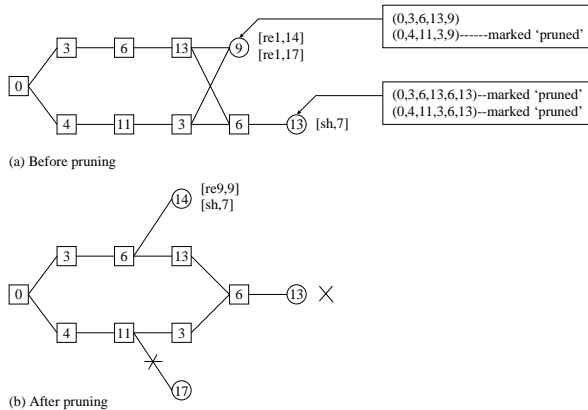 (0,3,6,13,9)
(0,4,11,3,9)------marked ‘pruned’
3 6 13 9 [re1,14]
[re1,17]
0
(0,3,6,13,6,13)--marked ‘pruned’
(0,4,11,3,6,13)--marked ‘pruned’
4 11 3 6 13 [sh,7]
(a) Before pruning
14 [re9,9]
[sh,7]
3 6 13
0 6 13
4 11 3
17
(b) After pruning